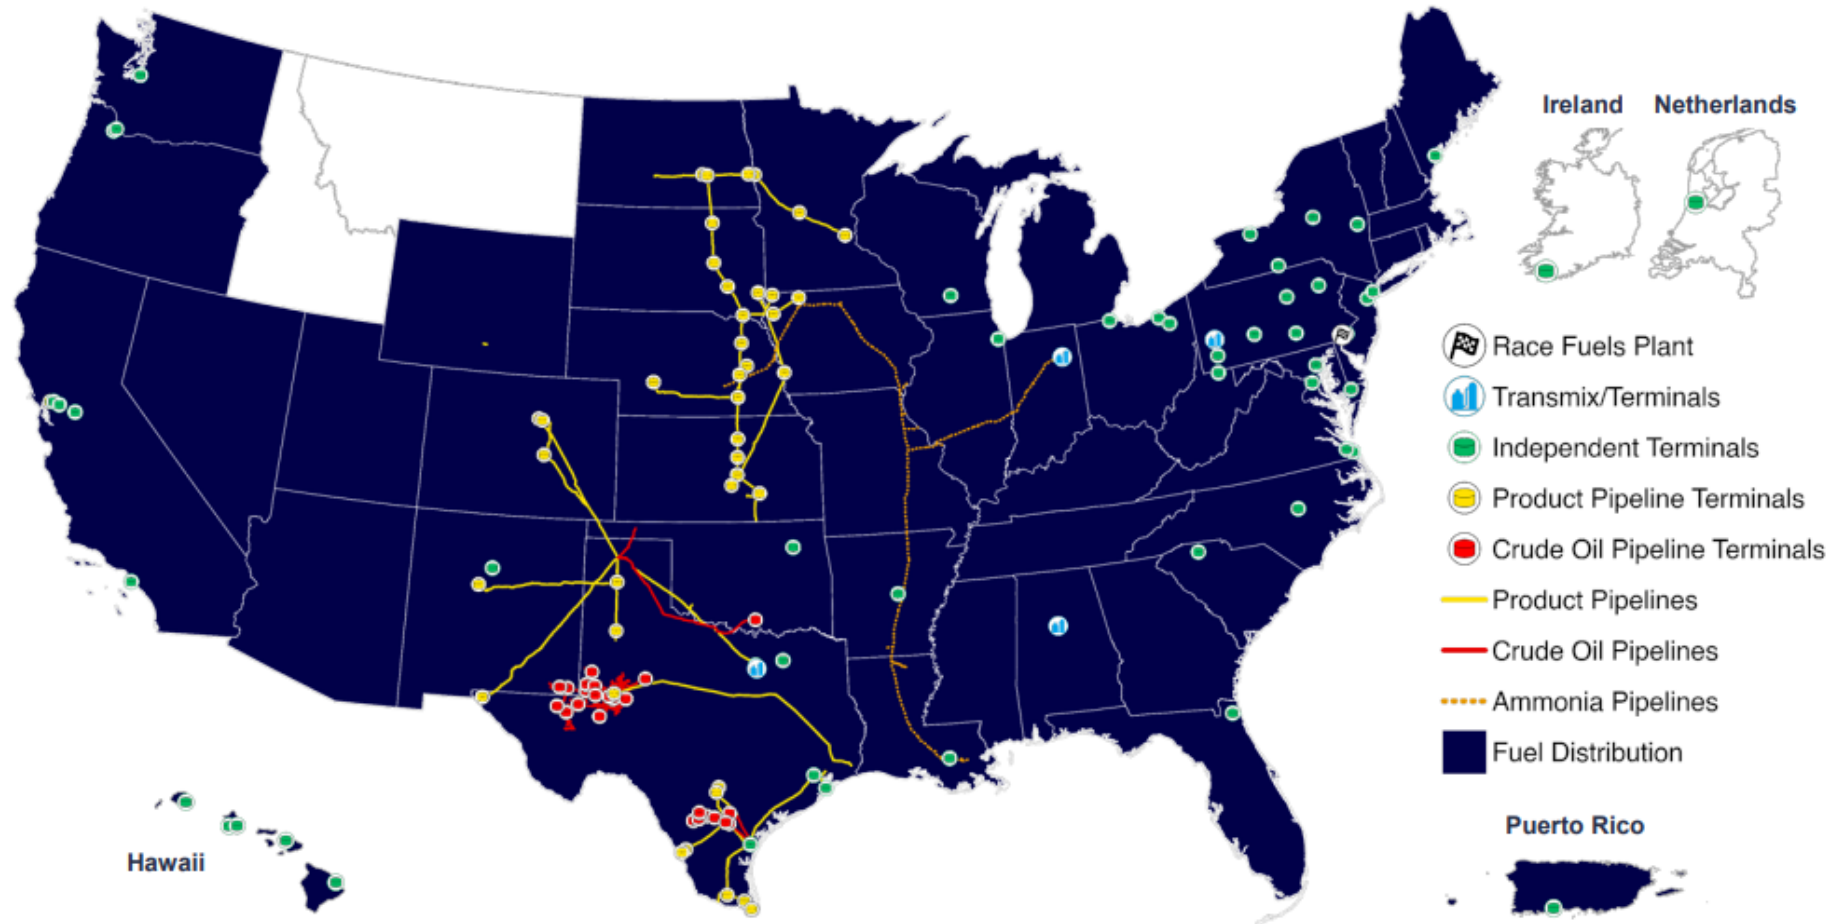 Ireland
Netherlands
Race Fuels Plant
Transmix/Terminals
Independent Terminals
Product Pipeline Terminals
Crude Oil Pipeline Terminals
Product Pipelines
Crude Oil Pipelines
Ammonia Pipelines
Fuel Distribution
Puerto Rico
Hawaii